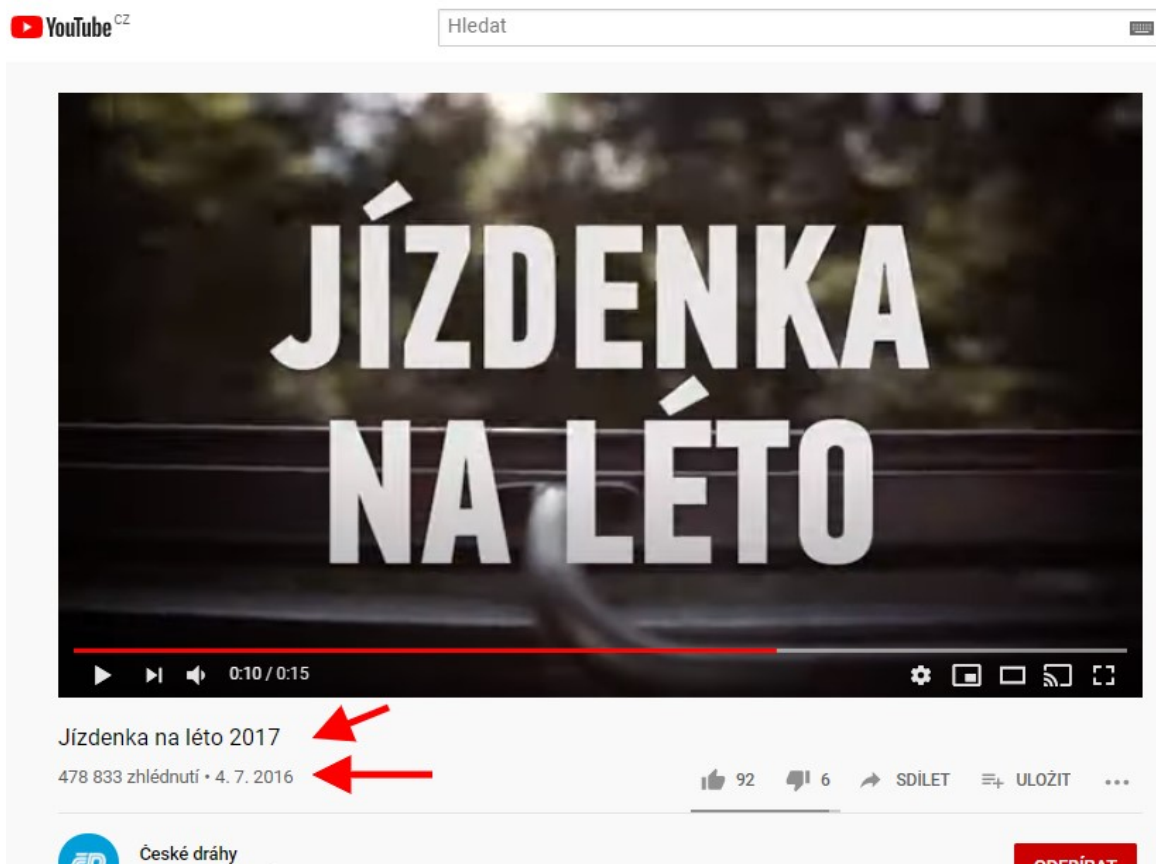 YouTube CZ
Hledat
JÍZDENKA
NA LÉTO
0:10 / 0:15
Jízdenka na léto 2017
478 833 zhlédnutí • 4. 7. 2016
92 6 SDÍLET ULOŽIT
České dráhy
ODEBÍRAT